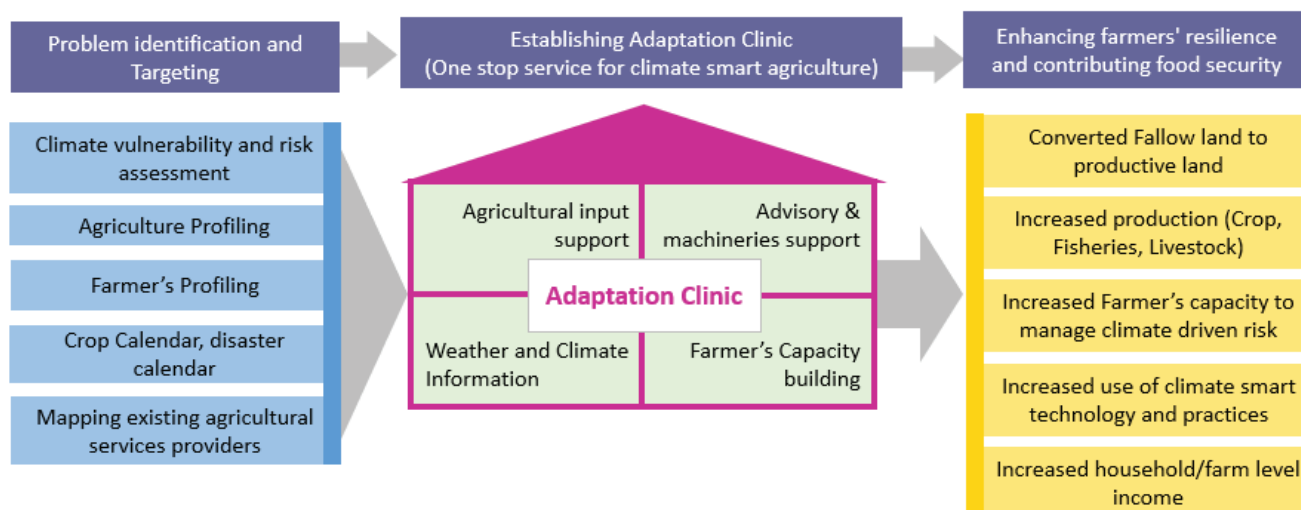 Problem identification and
Targeting
Establishing Adaptation Clinic
(One stop service for climate smart agriculture)
Enhancing farmers' resilience
and contributing food security
Climate vulnerability and risk
assessment
Agriculture Profiling
Farmer’s Profiling
Crop Calendar, disaster
calendar
Mapping existing agricultural
services providers
Agricultural input
support
Advisory &
machineries support
Adaptation Clinic
Weather and Climate
Information
Farmer’s Capacity
building
Converted Fallow land to
productive land
Increased production (Crop,
Fisheries, Livestock)
Increased Farmer’s capacity to
manage climate driven risk
Increased use of climate smart
technology and practices
Increased household/farm level
income